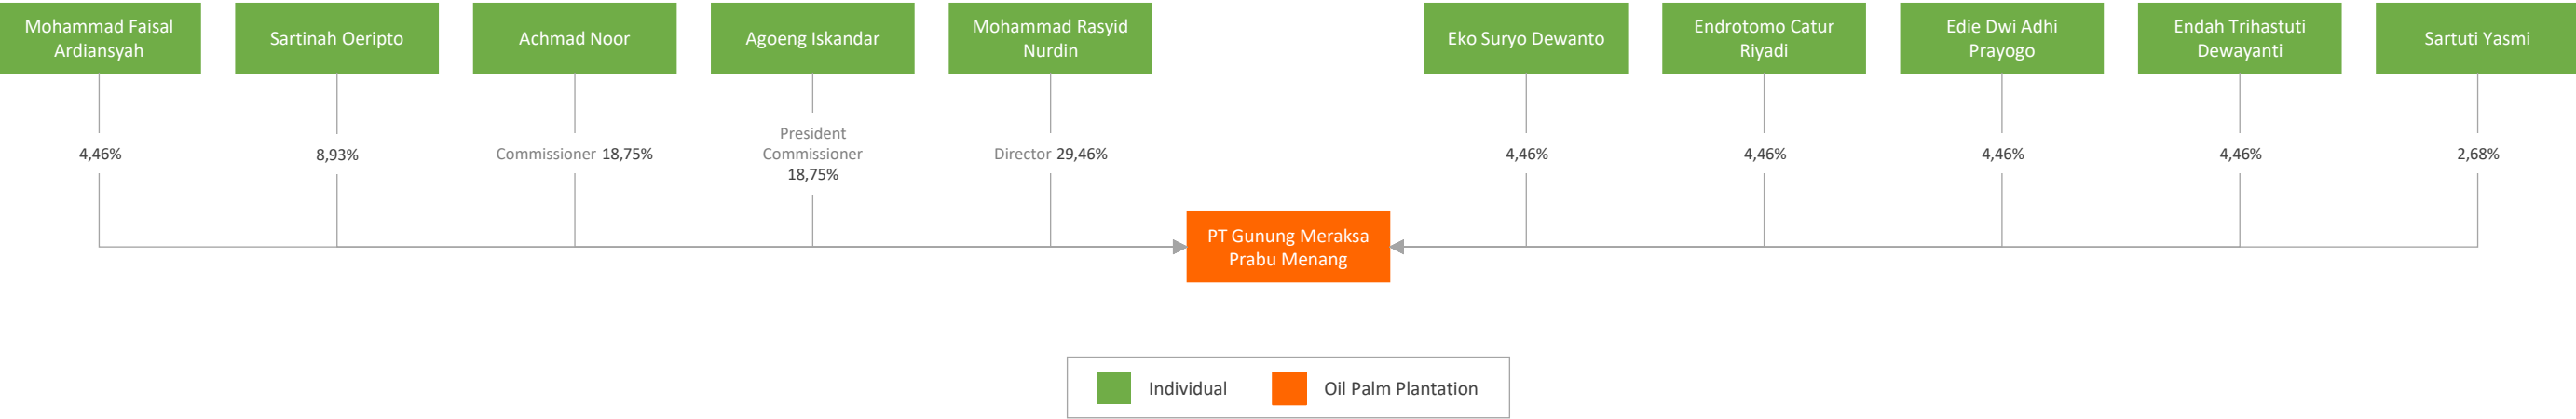 Mohammad Faisal
Ardiansyah
Sartinah Oeripto
Achmad Noor
Agoeng Iskandar
Mohammad Rasyid
Nurdin
Eko Suryo Dewanto
Endrotomo Catur
Riyadi
Edie Dwi Adhi
Prayogo
Endah Trihastuti
Dewayanti
Sartuti Yasmi
4,46%
8,93%
Commissioner 18,75%
President
Commissioner
18,75%
Director 29,46%
4,46%
4,46%
4,46%
4,46%
2,68%
PT Gunung Meraksa
Prabu Menang
Individual
Oil Palm Plantation